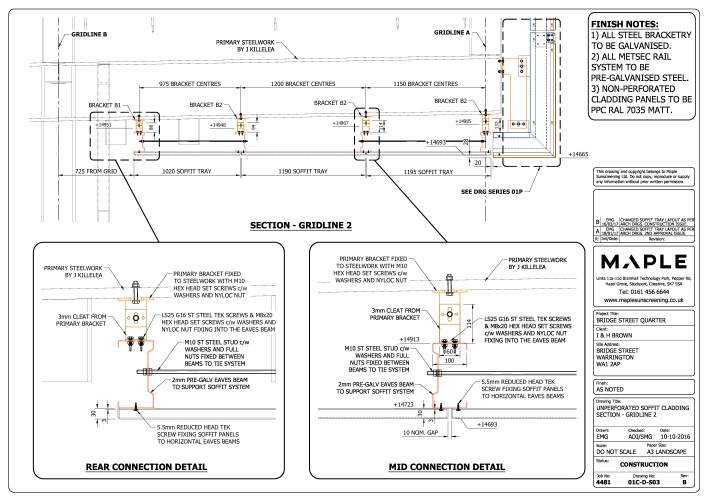 GRIDLINE B
GRIDLINE A
PRIMARY STEELWORK
BY J KILLELEA
975 BRACKET CENTRES
1200 BRACKET CENTRES
1150 BRACKET CENTRES
BRACKET B1
BRACKET B2
BRACKET B2
BRACKET B2
+14951
88
+14948
94
+14967
114
+14985
132
+14693
20
20
+14665
725 FROM GRID
1020 SOFFIT TRAY
1190 SOFFIT TRAY
1195 SOFFIT TRAY
SEE DRG SERIES 01P
SECTION - GRIDLINE 2
PRIMARY STEELWORK
BY J KILLELEA
PRIMARY BRACKET FIXED
TO STEELWORK WITH M10
HEX HEAD SET SCREWS c/w
WASHERS AND NYLOC NUT
3mm CLEAT FROM
PRIMARY BRACKET
LS25 G16 ST STEEL TEK SCREWS & M8x20
HEX HEAD SET SCREWS c/w WASHERS AND
NYLOC NUT FIXING INTO THE EAVES BEAM
M10 ST STEEL STUD c/w
WASHERS AND FULL
NUTS FIXED BETWEEN
BEAMS TO TIE SYSTEM
2mm PRE-GALV EAVES BEAM
TO SUPPORT SOFFIT SYSTEM
30
3
5.5mm REDUCED HEAD TEK
SCREW FIXING SOFFIT PANELS
TO HORIZONTAL EAVES BEAMS
REAR CONNECTION DETAIL
PRIMARY BRACKET FIXED
TO STEELWORK WITH M10
HEX HEAD SET SCREWS c/w
WASHERS AND NYLOC NUT
PRIMARY STEELWORK
BY J KILLELEA
3mm CLEAT FROM
PRIMARY BRACKET
114
LS25 G16 ST STEEL TEK SCREWS
& M8x20 HEX HEAD SET SCREWS
c/w WASHERS AND NYLOC NUT
FIXING INTO THE EAVES BEAM
+14913
60
100
M10 ST STEEL STUD c/w
WASHERS AND FULL
NUTS FIXED BETWEEN
BEAMS TO TIE SYSTEM
2mm PRE-GALV EAVES BEAM
TO SUPPORT SOFFIT SYSTEM
5.5mm REDUCED HEAD TEK
SCREW FIXING SOFFIT PANELS
TO HORIZONTAL EAVES BEAMS
+14723
30
3
+14693
10 NOM. GAP
MID CONNECTION DETAIL
FINISH NOTES:
1) ALL STEEL BRACKETRY
TO BE GALVANISED.
2) ALL METSEC RAIL
SYSTEM TO BE
PRE-GALVANISED STEEL.
3) NON-PERFORATED
CLADDING PANELS TO BE
PPC RAL 7035 MATT.
This drawing and copyright belongs to Maple
Sunscreening Ltd. Do not copy, reproduce or supply
any information without prior written permission.
B EMG CHANGED SOFFIT TRAY LAYOUT AS PER
ARCH DRGS. CONSTRUCTION ISSUE.
A EMG CHANGED SOFFIT TRAY LAYOUT AS PER
ARCH DRGS. 2ND APPROVAL ISSUE.
Init/Date: Revision:
MAPLE
Units 11a-11d Bramhall Technology Park, Pepper Rd,
Hazel Grove, Stockport, Cheshire, SK7 5SA
Tel: 0161 456 6644
www.maplesunscreening.co.uk
Project Title:
BRIDGE STREET QUARTER
Client:
I & H BROWN
Site Address:
BRIDGE STREET
WARRINGTON
WA1 2AP
Finish:
AS NOTED
Drawing Title:
UNPERFORATED SOFFIT CLADDING
SECTION - GRIDLINE 2
Drawn: Checked: Date:
EMG ADJ/SMG 10-10-2016
Scale: Paper Size:
DO NOT SCALE A3 LANDSCAPE
Status:
CONSTRUCTION
Job No: Drawing No: Rev:
4481 01C-D-S03 B